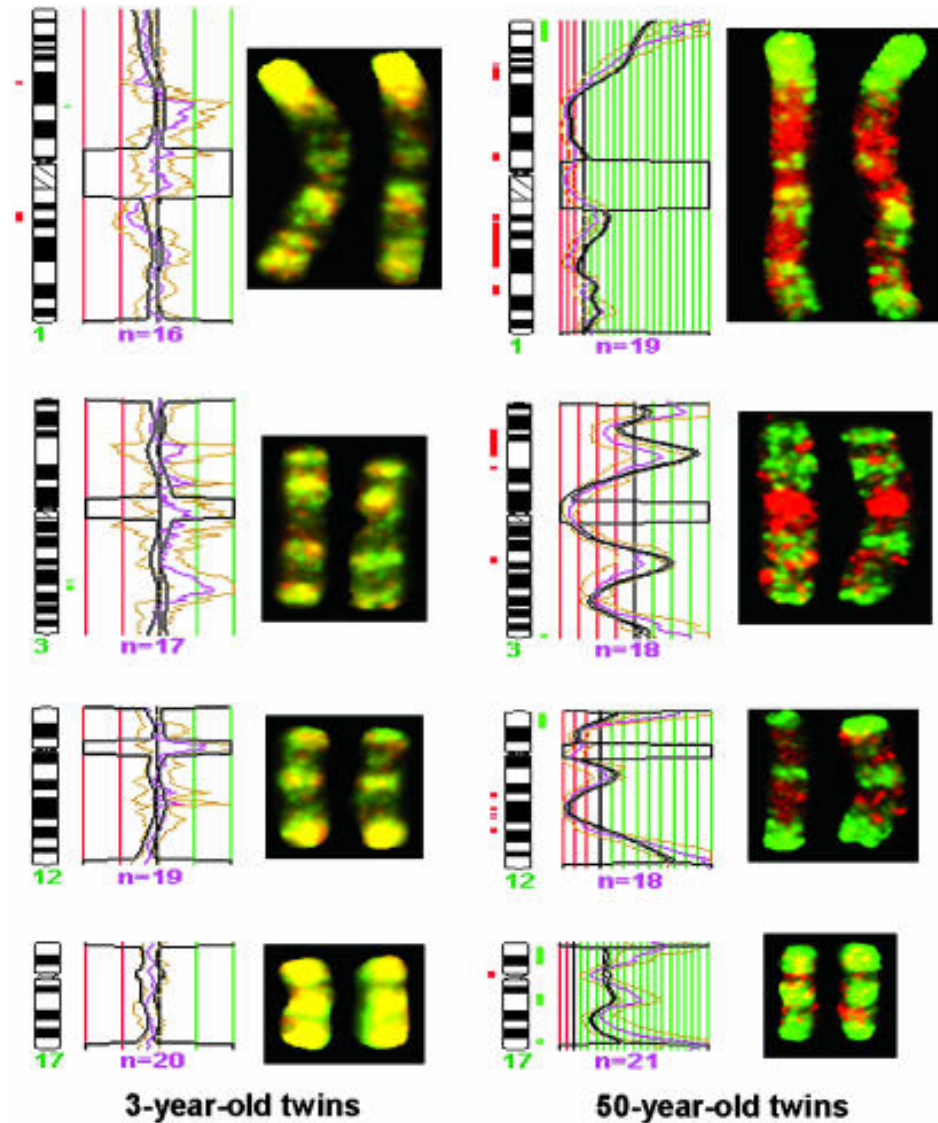 1 n=16
1 n=19
3 n=17
3 n=18
12 n=19
12 n=18
17 n=20
17 n=21
3-year-old twins
50-year-old twins